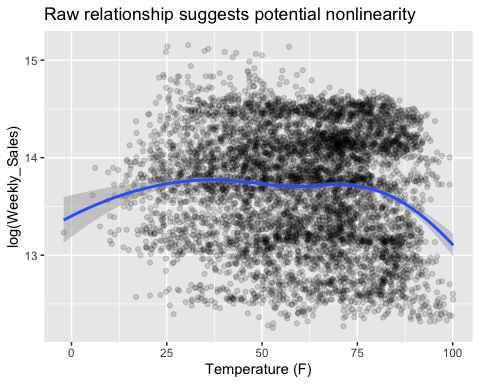 Raw relationship suggests potential nonlinearity
log(Weekly_Sales)
15
14
13
0 25 50 75 100
Temperature (F)